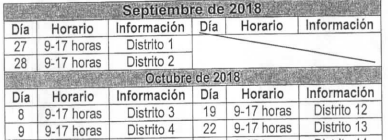 Septiembre de 2018
Día Horario Información Día Horario Información
27 9-17 horas Distrito 1
28 9-17 horas Distrito 2
Octubre de 2018
Día Horario Información Día Horario Información
8 9-17 horas Distrito 3 19 9-17 horas Distrito 12
9 9-17 horas Distrito 4 22 9-17 horas Distrito 13